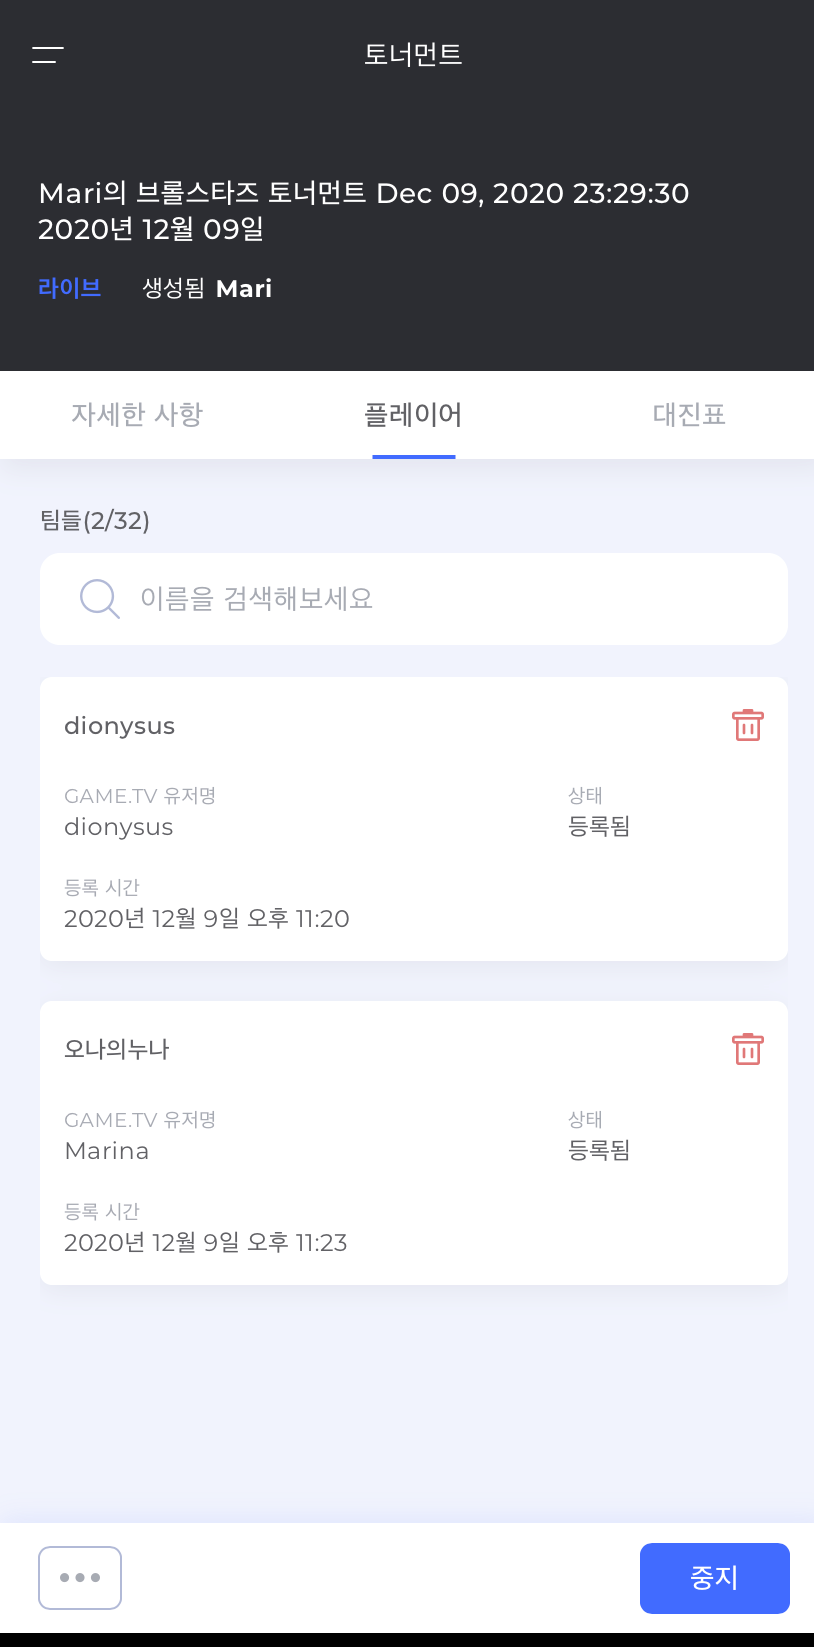 토너먼트
Mari의 브롤스타즈 토너먼트 Dec 09, 2020 23:29:30
2020년 12월 09일
라이브 생성됨 Mari
자세한 사항 플레이어 대진표
팀들(2/32)
이름을 검색해보세요
dionysus
GAME.TV 유저명 상태
dionysus 등록됨
등록 시간
2020년 12월 9일 오후 11:20
오나의누나
GAME.TV 유저명 상태
Marina 등록됨
등록 시간
2020년 12월 9일 오후 11:23
중지